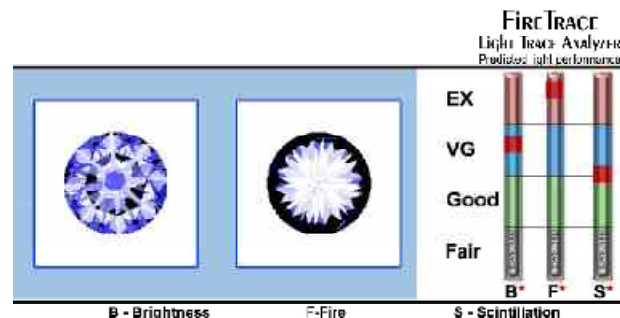 FIRETRACE
LIGHT TRACE ANALYZER
Predicted light performance
EX
VG
Good
Fair
B* F* S*
B - Brightness F-Fire S - Scintillation